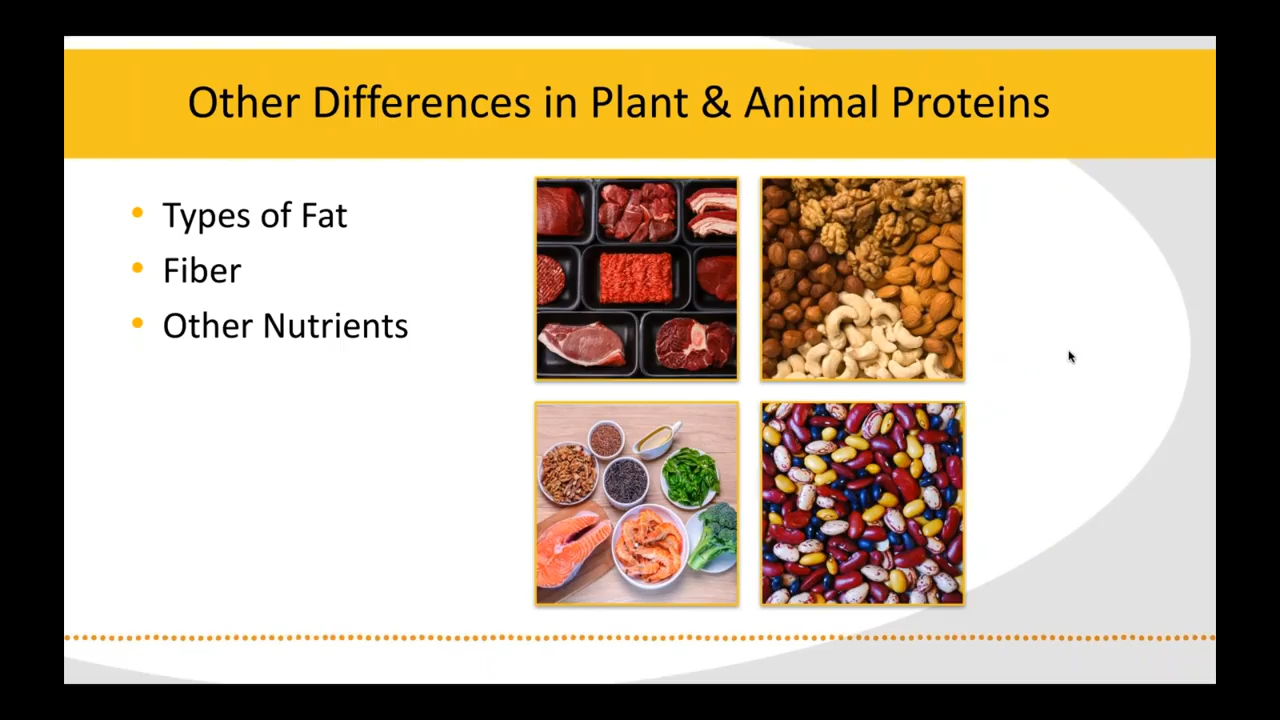 Other Differences in Plant & Animal Proteins
• Types of Fat
• Fiber
• Other Nutrients